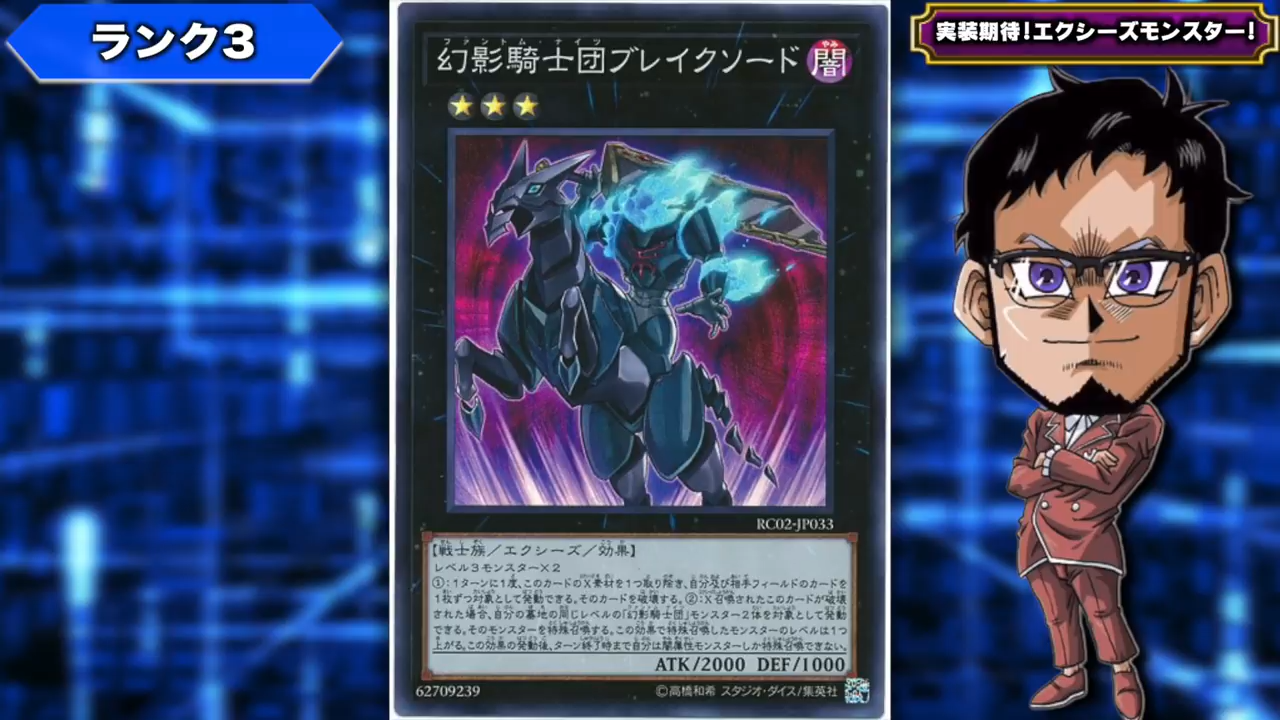 ランク3
実装期待!エクシーズモンスター!
ファントム・ナイツ
幻影騎士団ブレイクソード
やみ
闇
RC02-JP033
【戦士族/エクシーズ/効果】
レベル3モンスター×2
①:1ターンに1度、このカードのX素材を1つ取り除き、自分及び相手フィールドのカードを
1枚ずつ対象として発動できる。そのカードを破壊する。②:X召喚されたこのカードが破壊
された場合、自分の墓地の同じレベルの「幻影騎士団」モンスター2体を対象として発動
できる。そのモンスターを特殊召喚する。この効果で特殊召喚したモンスターのレベルは1つ
上がる。この効果の発動後、ターン終了時まで自分は闇属性モンスターしか特殊召喚できない。
ATK/2000 DEF/1000
62709239
©高橋和希 スタジオ・ダイス/集英社